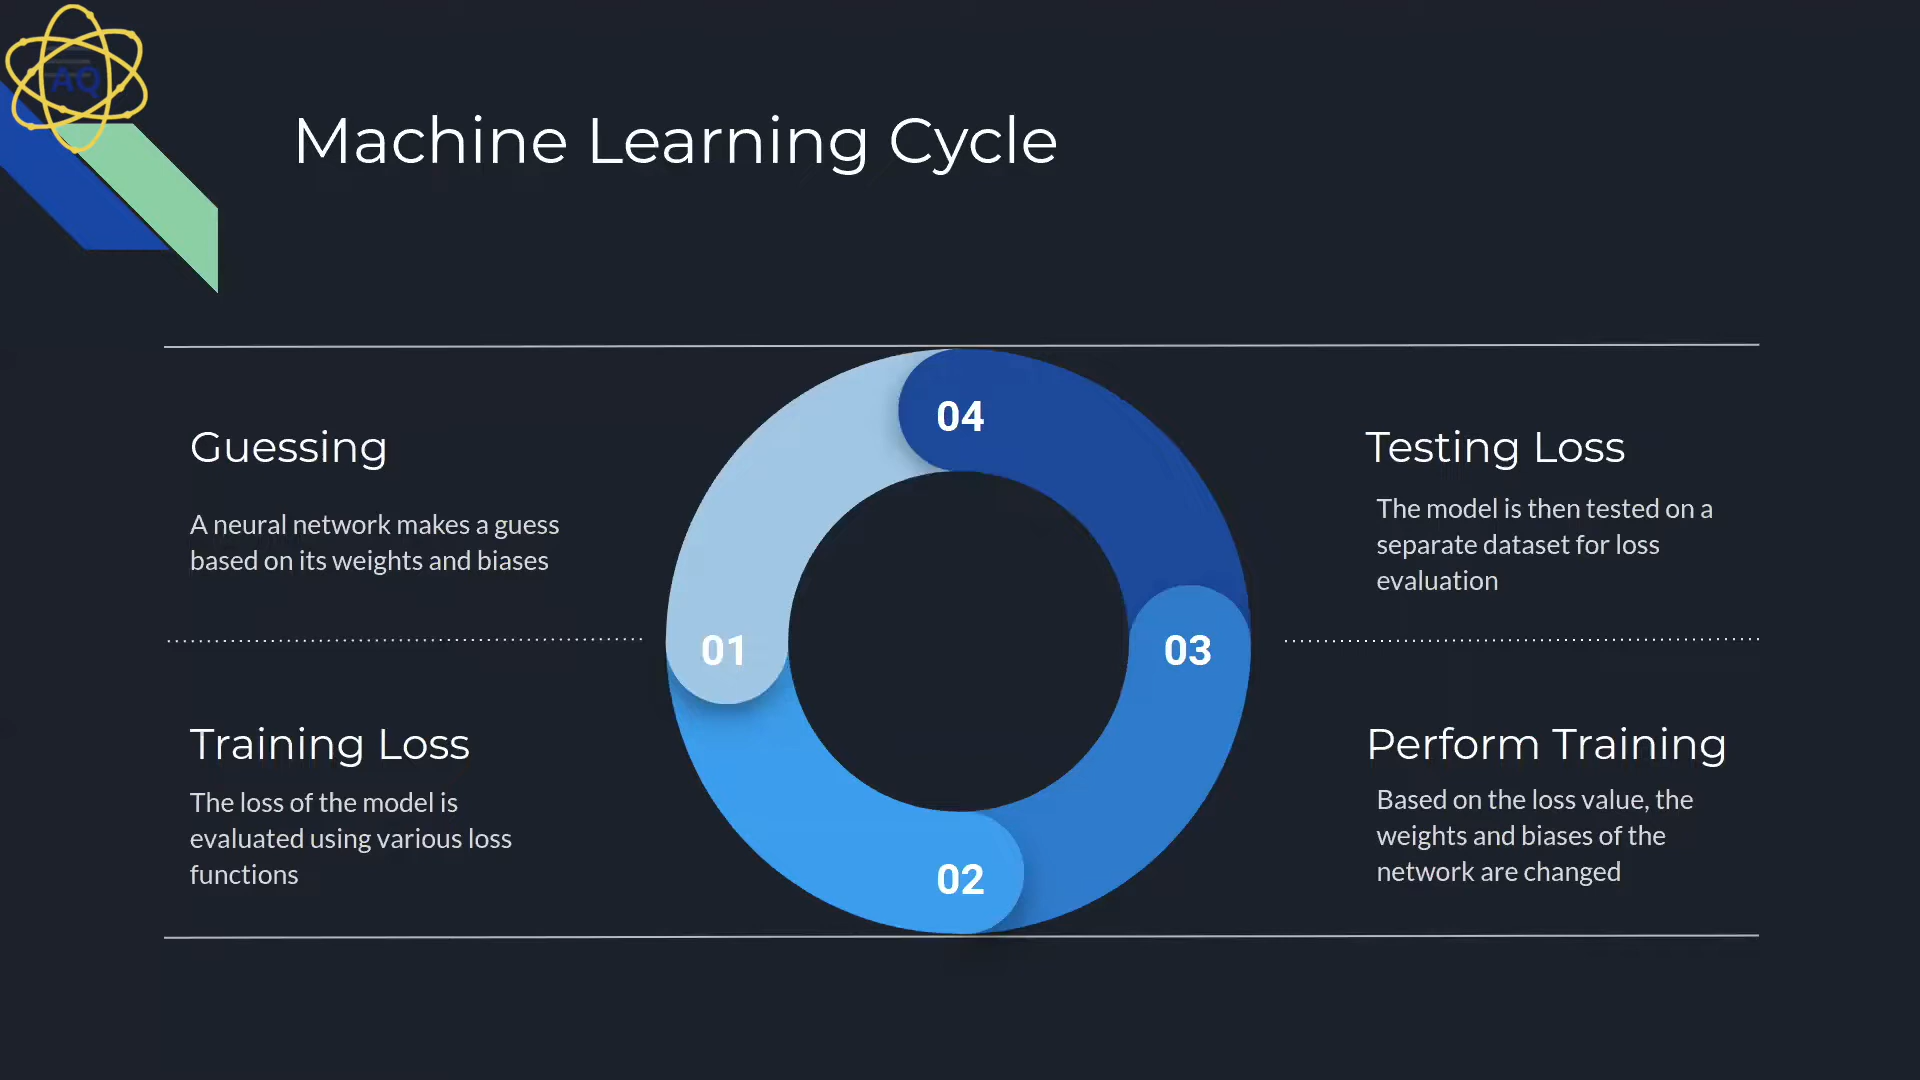 AQ
Machine Learning Cycle
Guessing
A neural network makes a guess
based on its weights and biases
Training Loss
The loss of the model is
evaluated using various loss
functions
04
01
03
02
Testing Loss
The model is then tested on a
separate dataset for loss
evaluation
Perform Training
Based on the loss value, the
weights and biases of the
network are changed